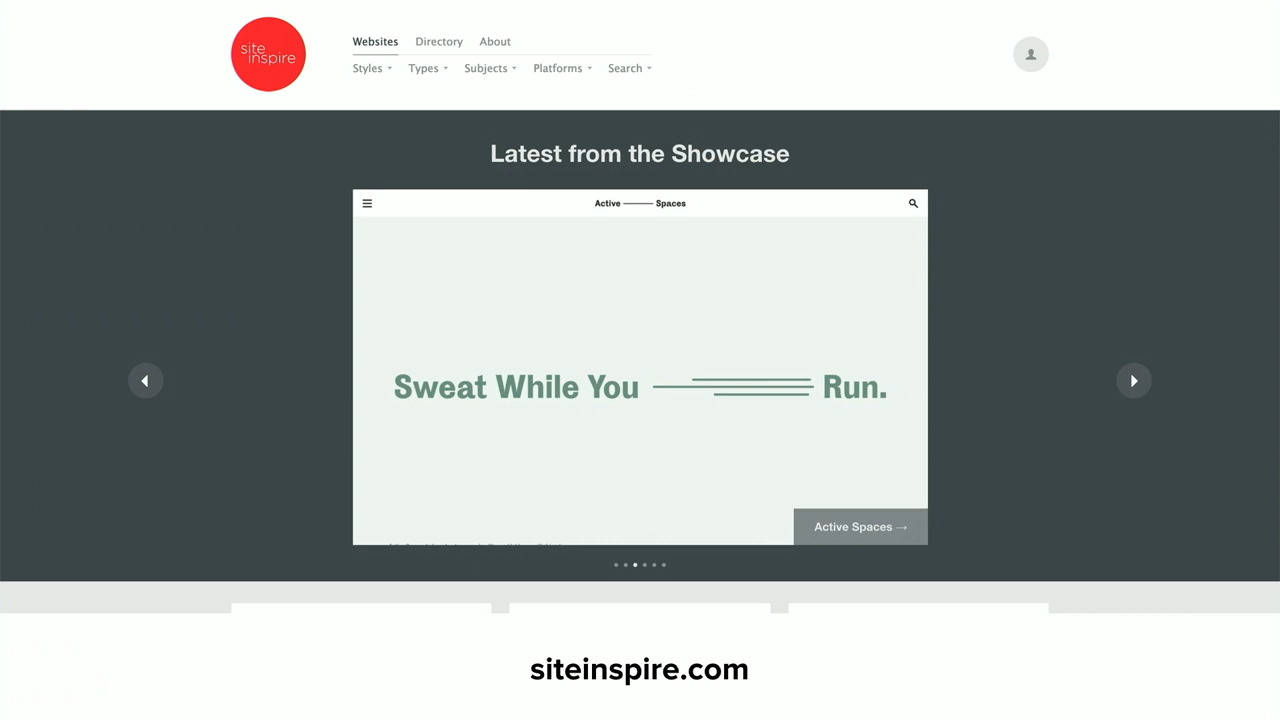 site
inspire
Websites Directory About
Styles Types Subjects Platforms Search
Latest from the Showcase
Active Spaces
Sweat While You Run.
Active Spaces →
siteinspire.com